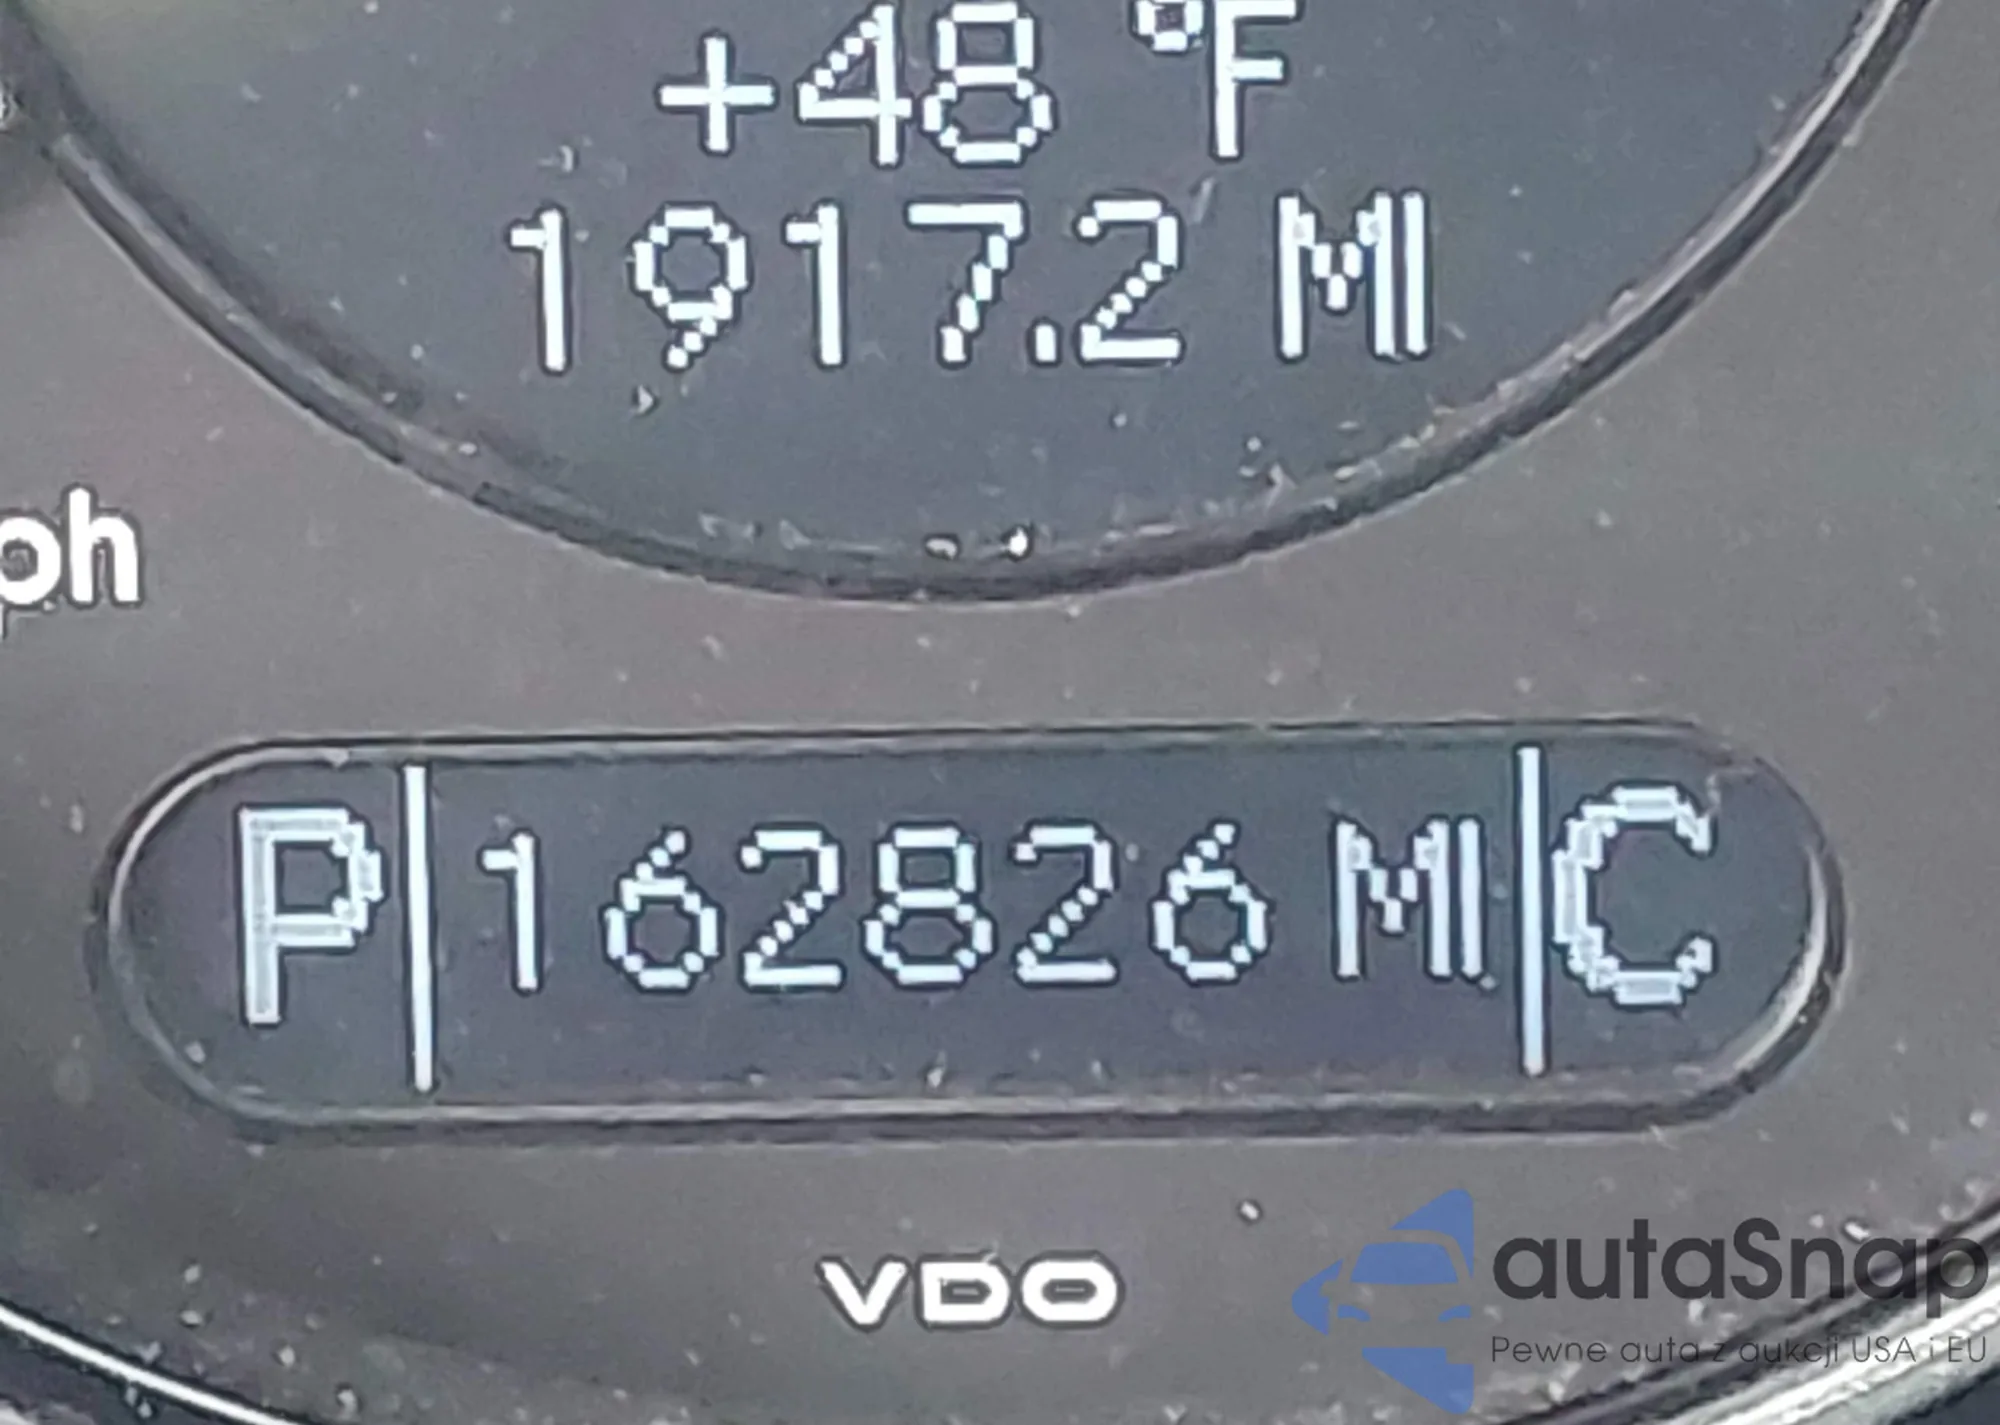 +48 °F
1917.2 MI
ph
P 162826 MI C
VDO
autaSnap
Pewne auta z aukcji USA i EU